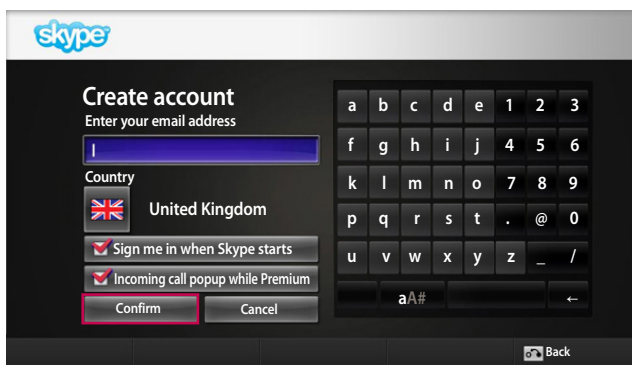 skype
Create account
Enter your email address
Country
United Kingdom
Sign me in when Skype starts
Incoming call popup while Premium
Confirm Cancel
a b c d e 1 2 3
f g h i j 4 5 6
k l m n o 7 8 9
p q r s t . @ 0
u v w x y z _ /
aA# ←
Back